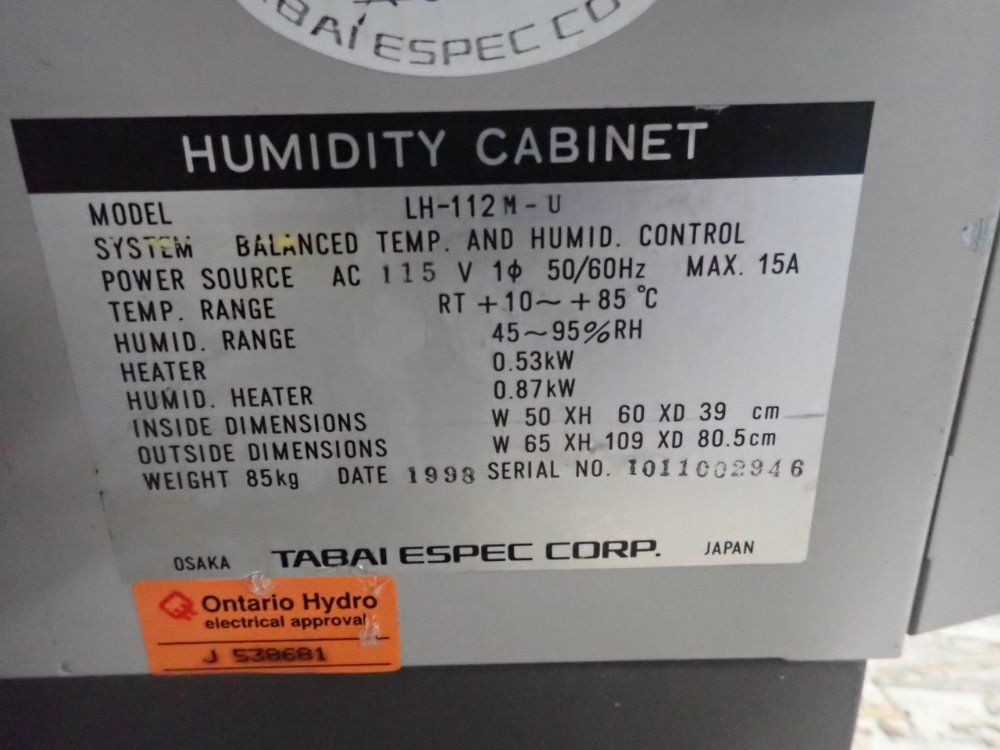 TABAI ESPEC CO
HUMIDITY CABINET
MODEL LH-112M-U
SYSTEM BALANCED TEMP. AND HUMID. CONTROL
POWER SOURCE AC 115 V 1ϕ 50/60Hz MAX. 15A
TEMP. RANGE RT +10～+85 °C
HUMID. RANGE 45～95%RH
HEATER 0.53kW
HUMID. HEATER 0.87kW
INSIDE DIMENSIONS W 50 XH 60 XD 39 cm
OUTSIDE DIMENSIONS W 65 XH 109 XD 80.5cm
WEIGHT 85kg DATE 1998 SERIAL NO. 1011002946
OSAKA TABAI ESPEC CORP. JAPAN
Ontario Hydro
electrical approval
J 538681